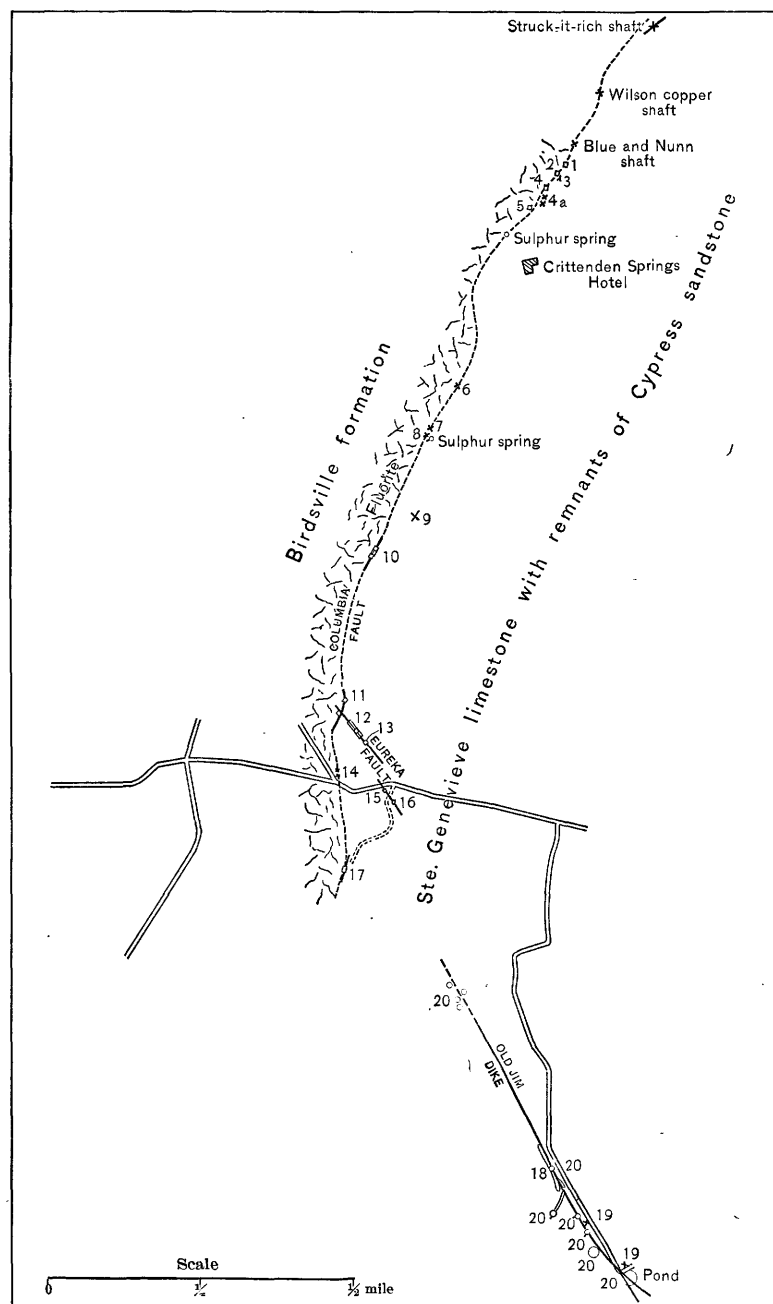 Struck-it-rich shaft
Wilson copper
shaft
Blue and Nunn
shaft
1
2
3
4
4a
5
Sulphur spring
Crittenden Springs
Hotel
6
7
8
Sulphur spring
Birdsville formation
Fluorite
9
10
COLUMBIA
FAULT
Ste. Genevieve limestone with remnants of Cypress sandstone
11
12
13
EUREKA
FAULT
14
15
16
17
20
OLD JIM
DIKE
18
20
20
20
19
20
20
19
20
Pond
Scale
0
1/4
1/2 mile